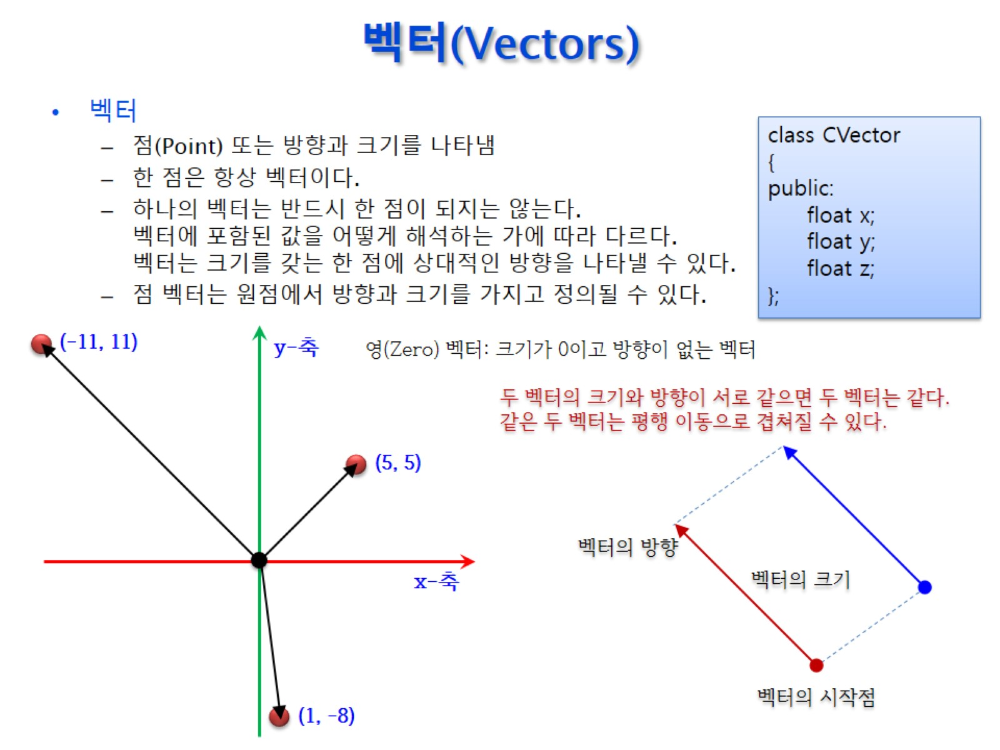 벡터(Vectors)
• 벡터
– 점(Point) 또는 방향과 크기를 나타냄
– 한 점은 항상 벡터이다.
– 하나의 벡터는 반드시 한 점이 되지는 않는다.
벡터에 포함된 값을 어떻게 해석하는 가에 따라 다르다.
벡터는 크기를 갖는 한 점에 상대적인 방향을 나타낼 수 있다.
– 점 벡터는 원점에서 방향과 크기를 가지고 정의될 수 있다.
class CVector
{
public:
float x;
float y;
float z;
};
(-11, 11)
y-축
(5, 5)
x-축
(1, -8)
영(Zero) 벡터: 크기가 0이고 방향이 없는 벡터
두 벡터의 크기와 방향이 서로 같으면 두 벡터는 같다.
같은 두 벡터는 평행 이동으로 겹쳐질 수 있다.
벡터의 방향
벡터의 크기
벡터의 시작점